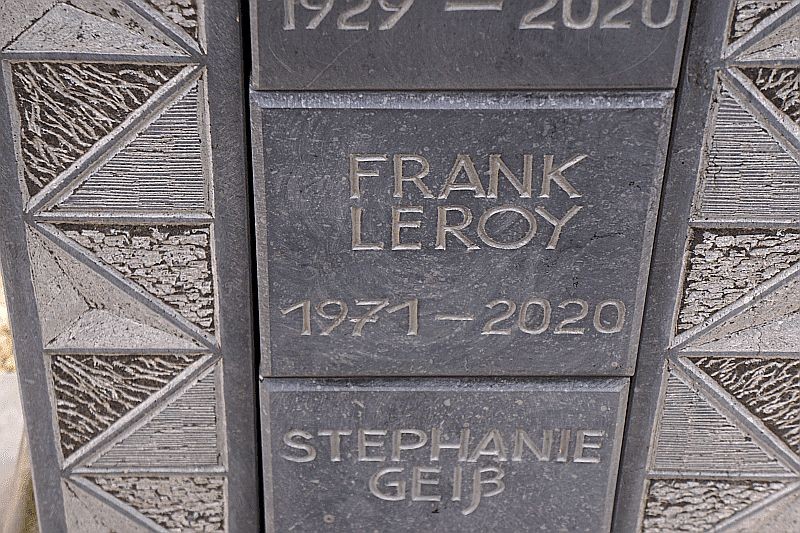 1929 – 2020
FRANK
LEROY
1971 – 2020
STEPHANIE
GEIß